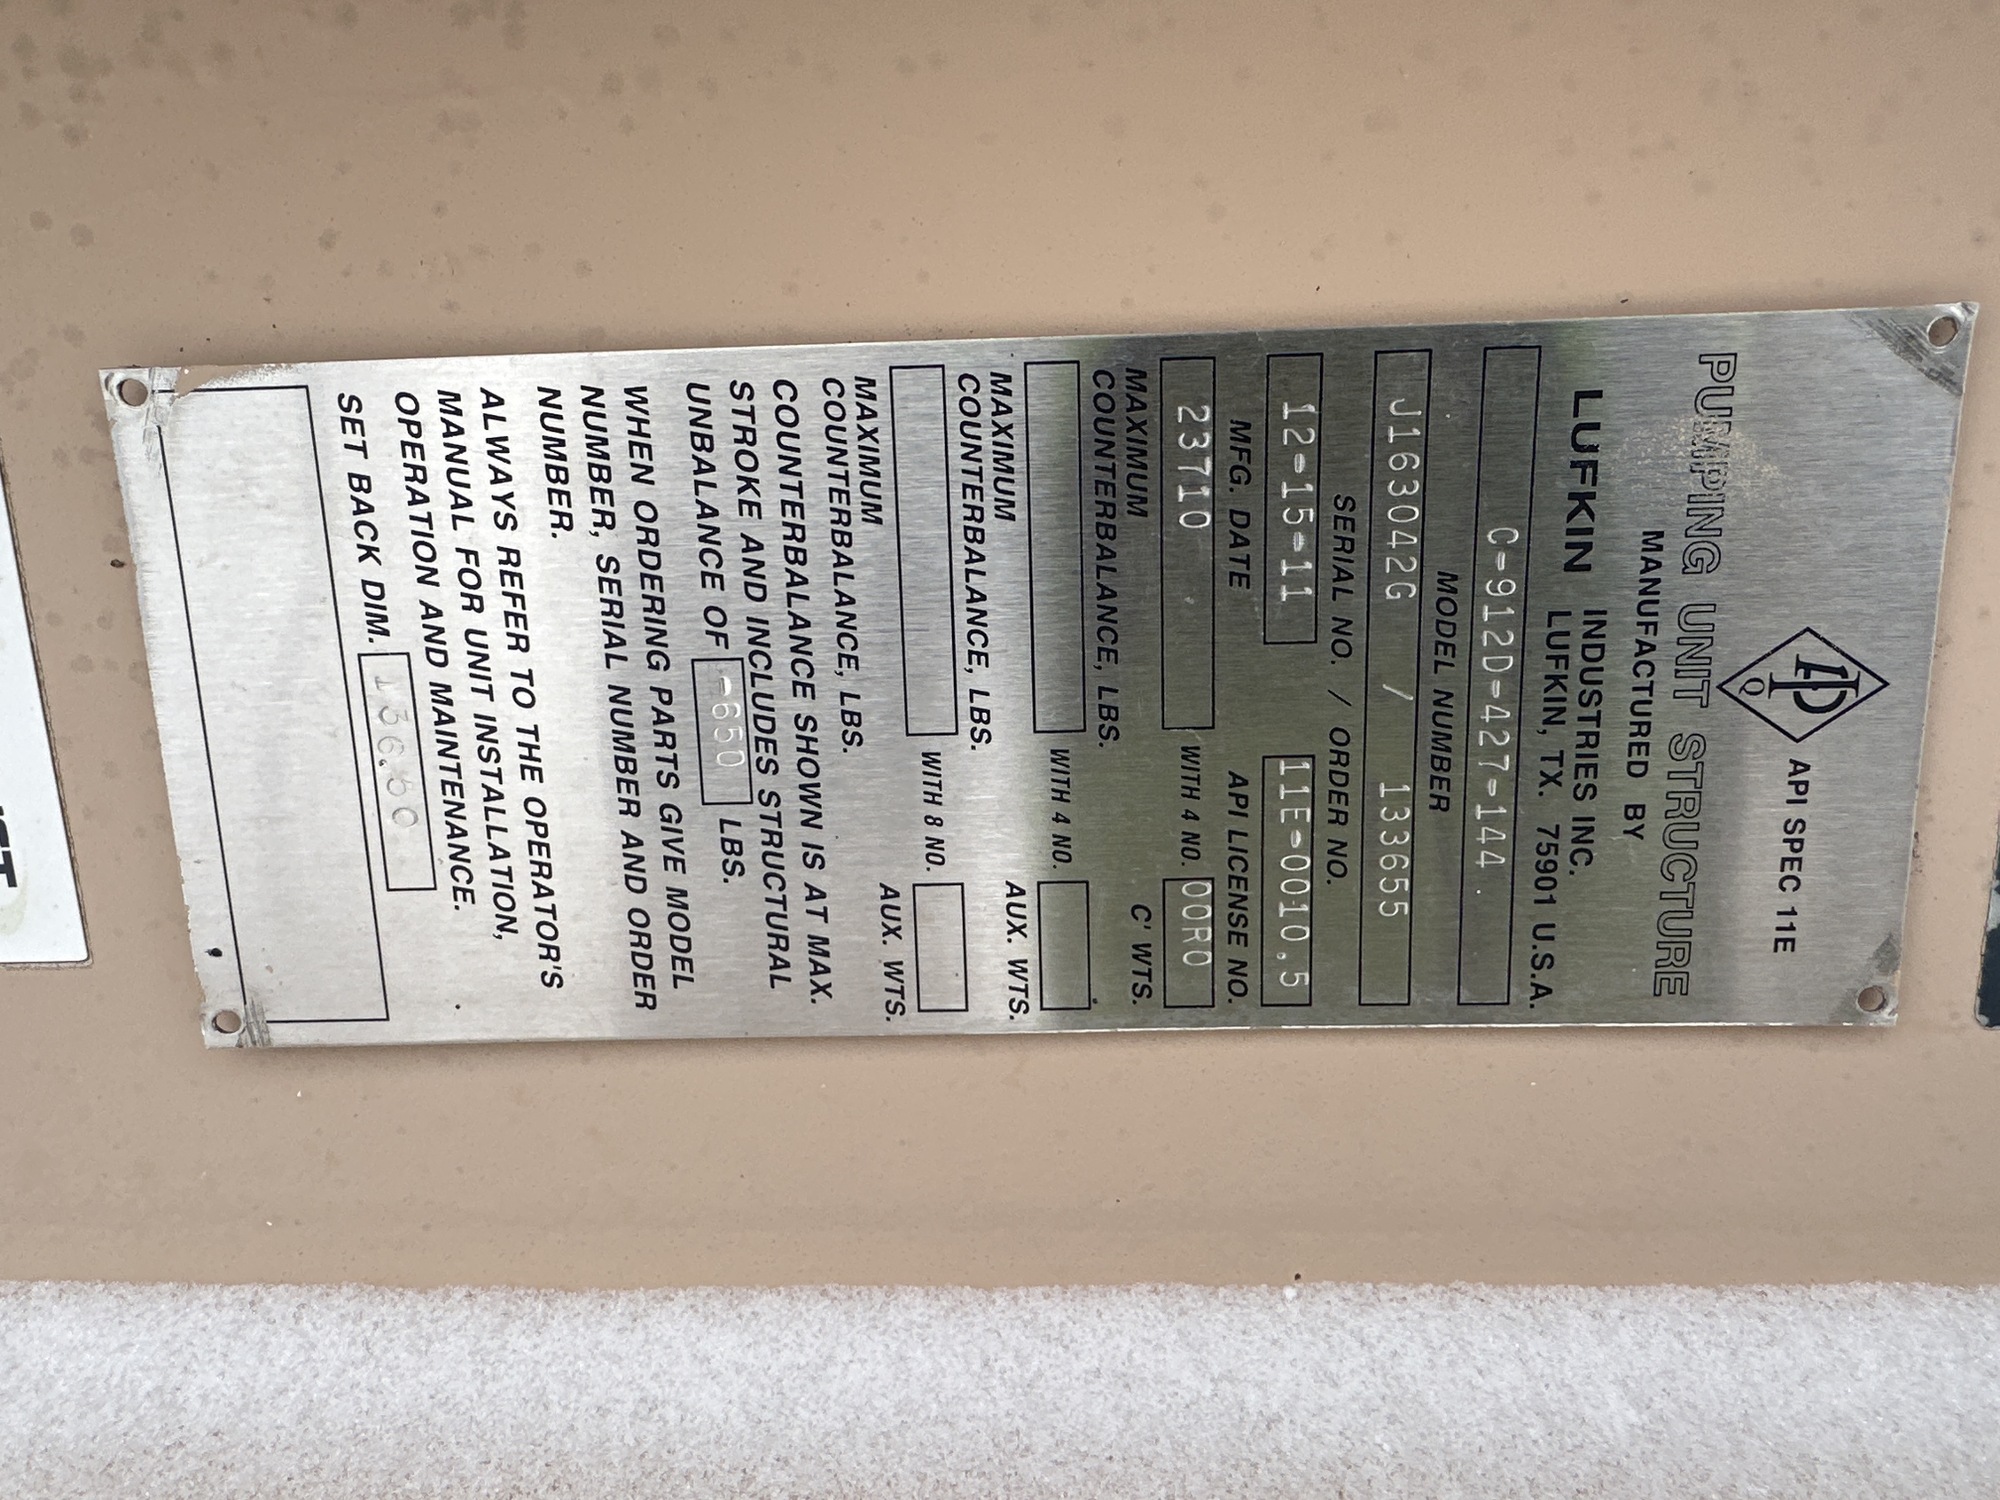 API SPEC 11E
Q
PUMPING UNIT STRUCTURE
MANUFACTURED BY
LUFKIN INDUSTRIES INC.
LUFKIN, TX. 75901 U.S.A.
C-912D-427-144
MODEL NUMBER
J163042G / 133655
SERIAL NO. / ORDER NO.
12-15-11 11E-0010.5
MFG. DATE API LICENSE NO.
23710 WITH 4 NO. OORO
MAXIMUM C' WTS.
COUNTERBALANCE, LBS.
WITH 4 NO.
MAXIMUM AUX. WTS.
COUNTERBALANCE, LBS.
WITH 8 NO.
MAXIMUM AUX. WTS.
COUNTERBALANCE, LBS.
COUNTERBALANCE SHOWN IS AT MAX.
STROKE AND INCLUDES STRUCTURAL
UNBALANCE OF -650 LBS.
WHEN ORDERING PARTS GIVE MODEL
NUMBER, SERIAL NUMBER AND ORDER
NUMBER.
ALWAYS REFER TO THE OPERATOR'S
MANUAL FOR UNIT INSTALLATION,
OPERATION AND MAINTENANCE.
SET BACK DIM.